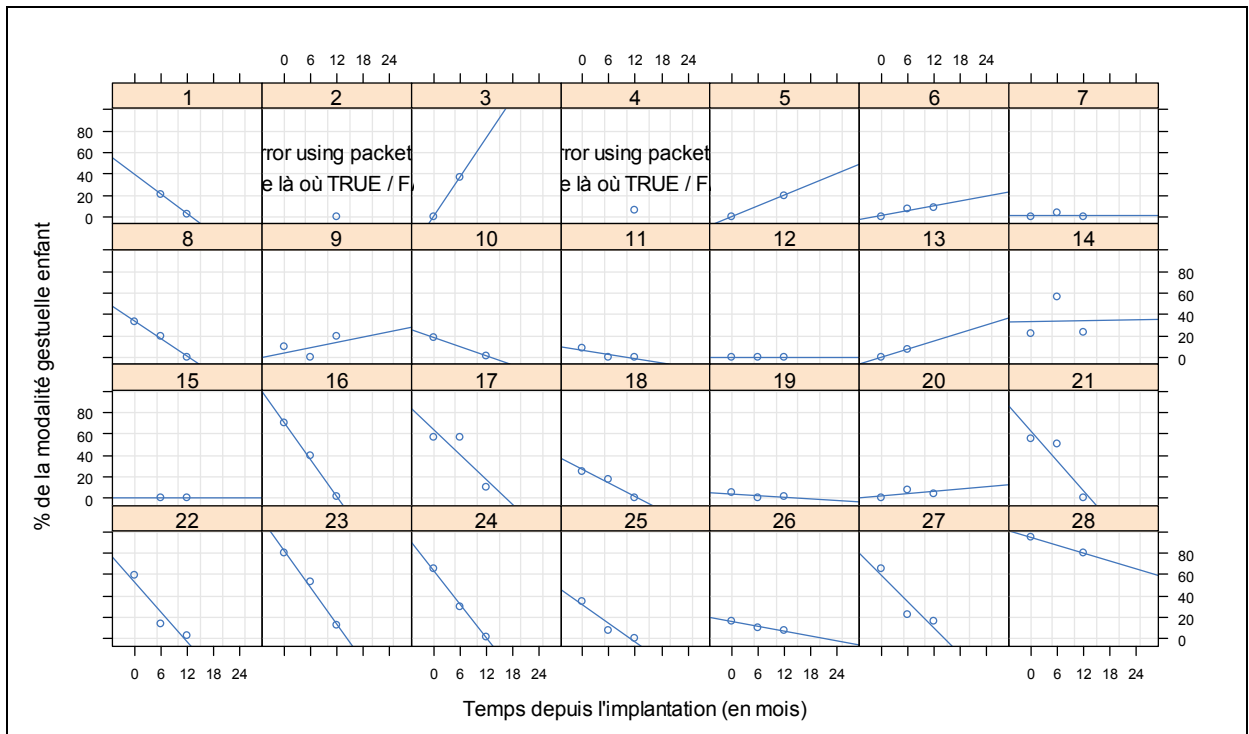 0 6 12 18 24 0 6 12 18 24 0 6 12 18 24
1 2 3 4 5 6 7
80
60
40
20
0
rror using packet
e là où TRUE / F
rror using packet
e là où TRUE / F
8 9 10 11 12 13 14
80
60
40
20
0
15 16 17 18 19 20 21
80
60
40
20
0
22 23 24 25 26 27 28
80
60
40
20
0
0 6 12 18 24 0 6 12 18 24 0 6 12 18 24 0 6 12 18 24
% de la modalité gestuelle enfant
Temps depuis l'implantation (en mois)